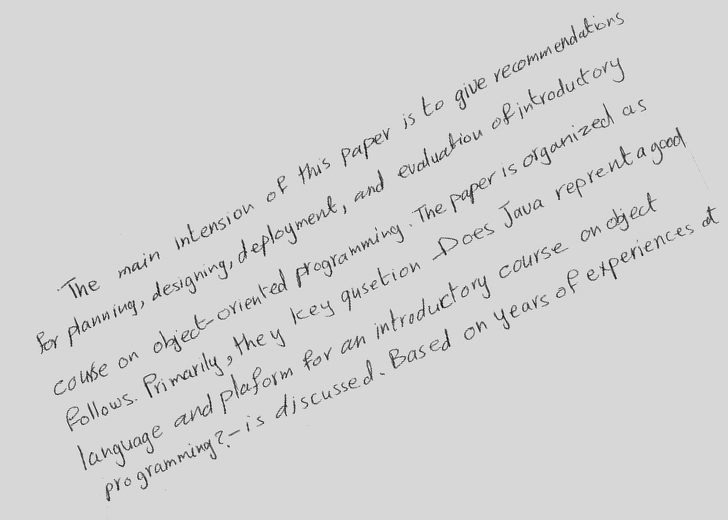 The main intension of this paper is to give recommendations
for planning, designing, deployment, and evaluation of introductory
course on object-oriented programming. The paper is organized as
follows. Primarily, they key qusetion Does Java reprent a good
language and plaform for an introductory course on object
programming?-is discussed. Based on years of experiences at